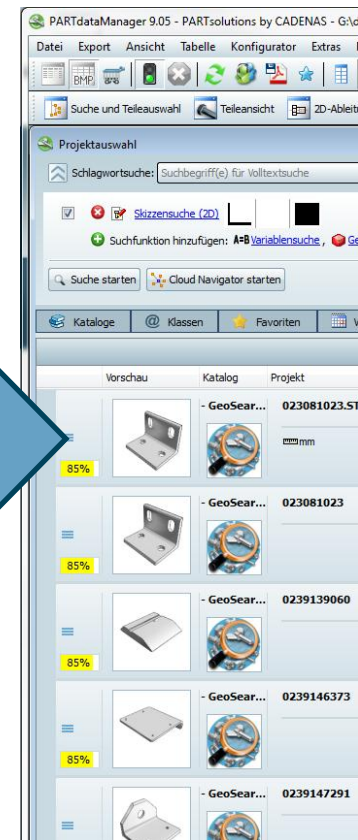 PARTdataManager 9.05 - PARTsolutions by CADENAS - G:\d
Datei Export Ansicht Tabelle Konfigurator Extras
BMP
Suche und Teileauswahl Teileansicht 2D-Ableitu
Projektauswahl
Schlagwortsuche: Suchbegriff(e) für Volltextsuche
Skizzensuche (2D)
Suchfunktion hinzufügen: A=B Variablensuche , Ge
Suche starten Cloud Navigator starten
Kataloge @ Klassen Favoriten V
Vorschau Katalog Projekt
- GeoSear... 023081023.ST
mm
85%
- GeoSear... 023081023
85%
- GeoSear... 0239139060
85%
- GeoSear... 0239146373
85%
- GeoSear... 0239147291